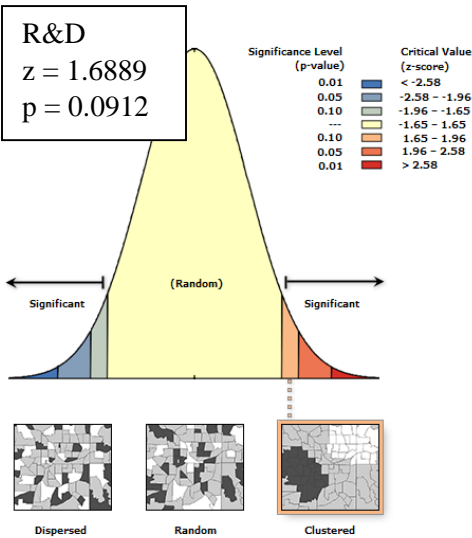 R&D
z = 1.6889
p = 0.0912
Significance Level Critical Value
(p-value) (z-score)
0.01 < -2.58
0.05 -2.58 – -1.96
0.10 -1.96 – -1.65
--- -1.65 – 1.65
0.10 1.65 – 1.96
0.05 1.96 – 2.58
0.01 > 2.58
(Random)
Significant Significant
Dispersed Random Clustered